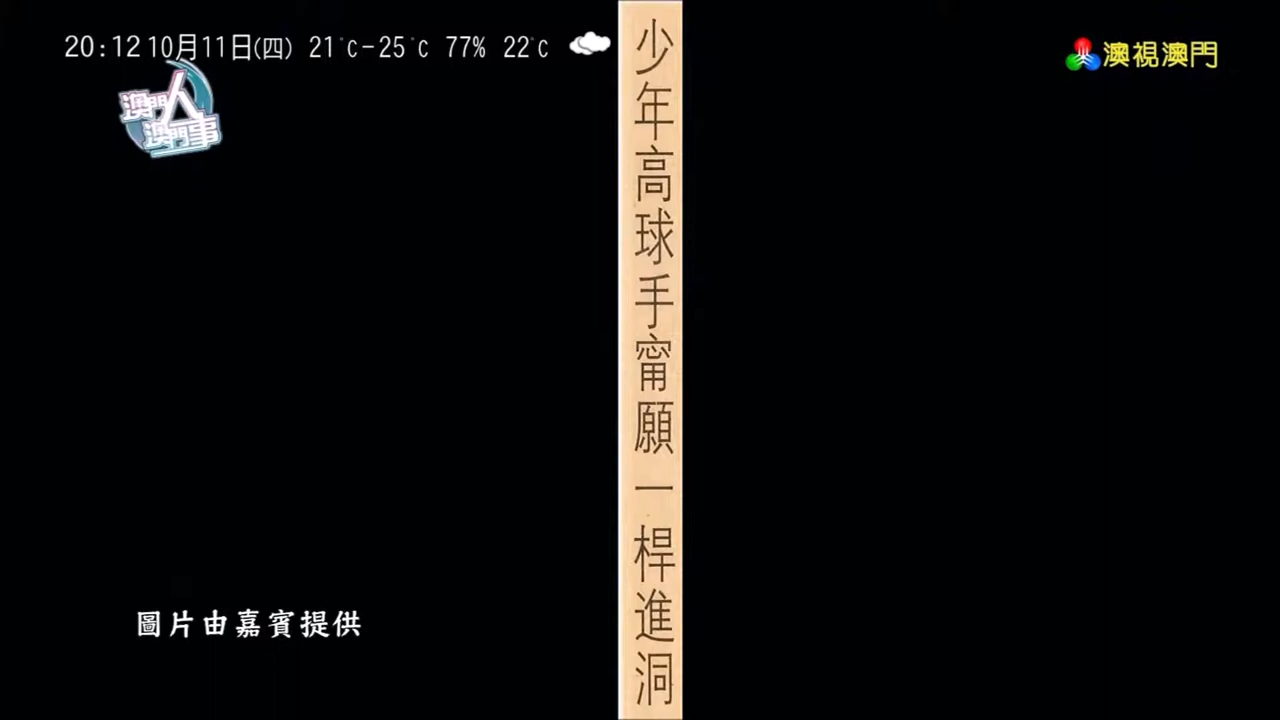 20:12 10月11日(四) 21°C-25°C 77% 22°C
澳視澳門
澳門人
澳門事
少年高球手甯願一桿進洞
圖片由嘉賓提供